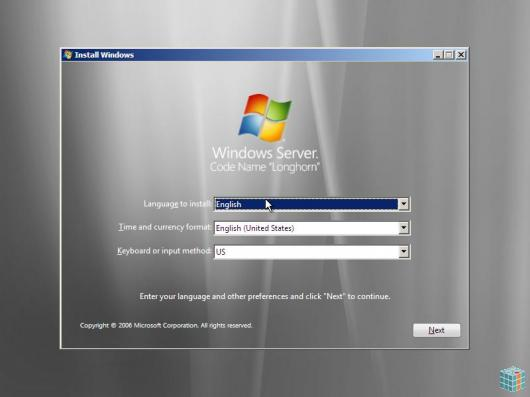 Install Windows
Windows Server.
Code Name "Longhorn"
Language to install: English
Time and currency format: English (United States)
Keyboard or input method: US
Enter your language and other preferences and click "Next" to continue.
Copyright © 2006 Microsoft Corporation. All rights reserved.
Next